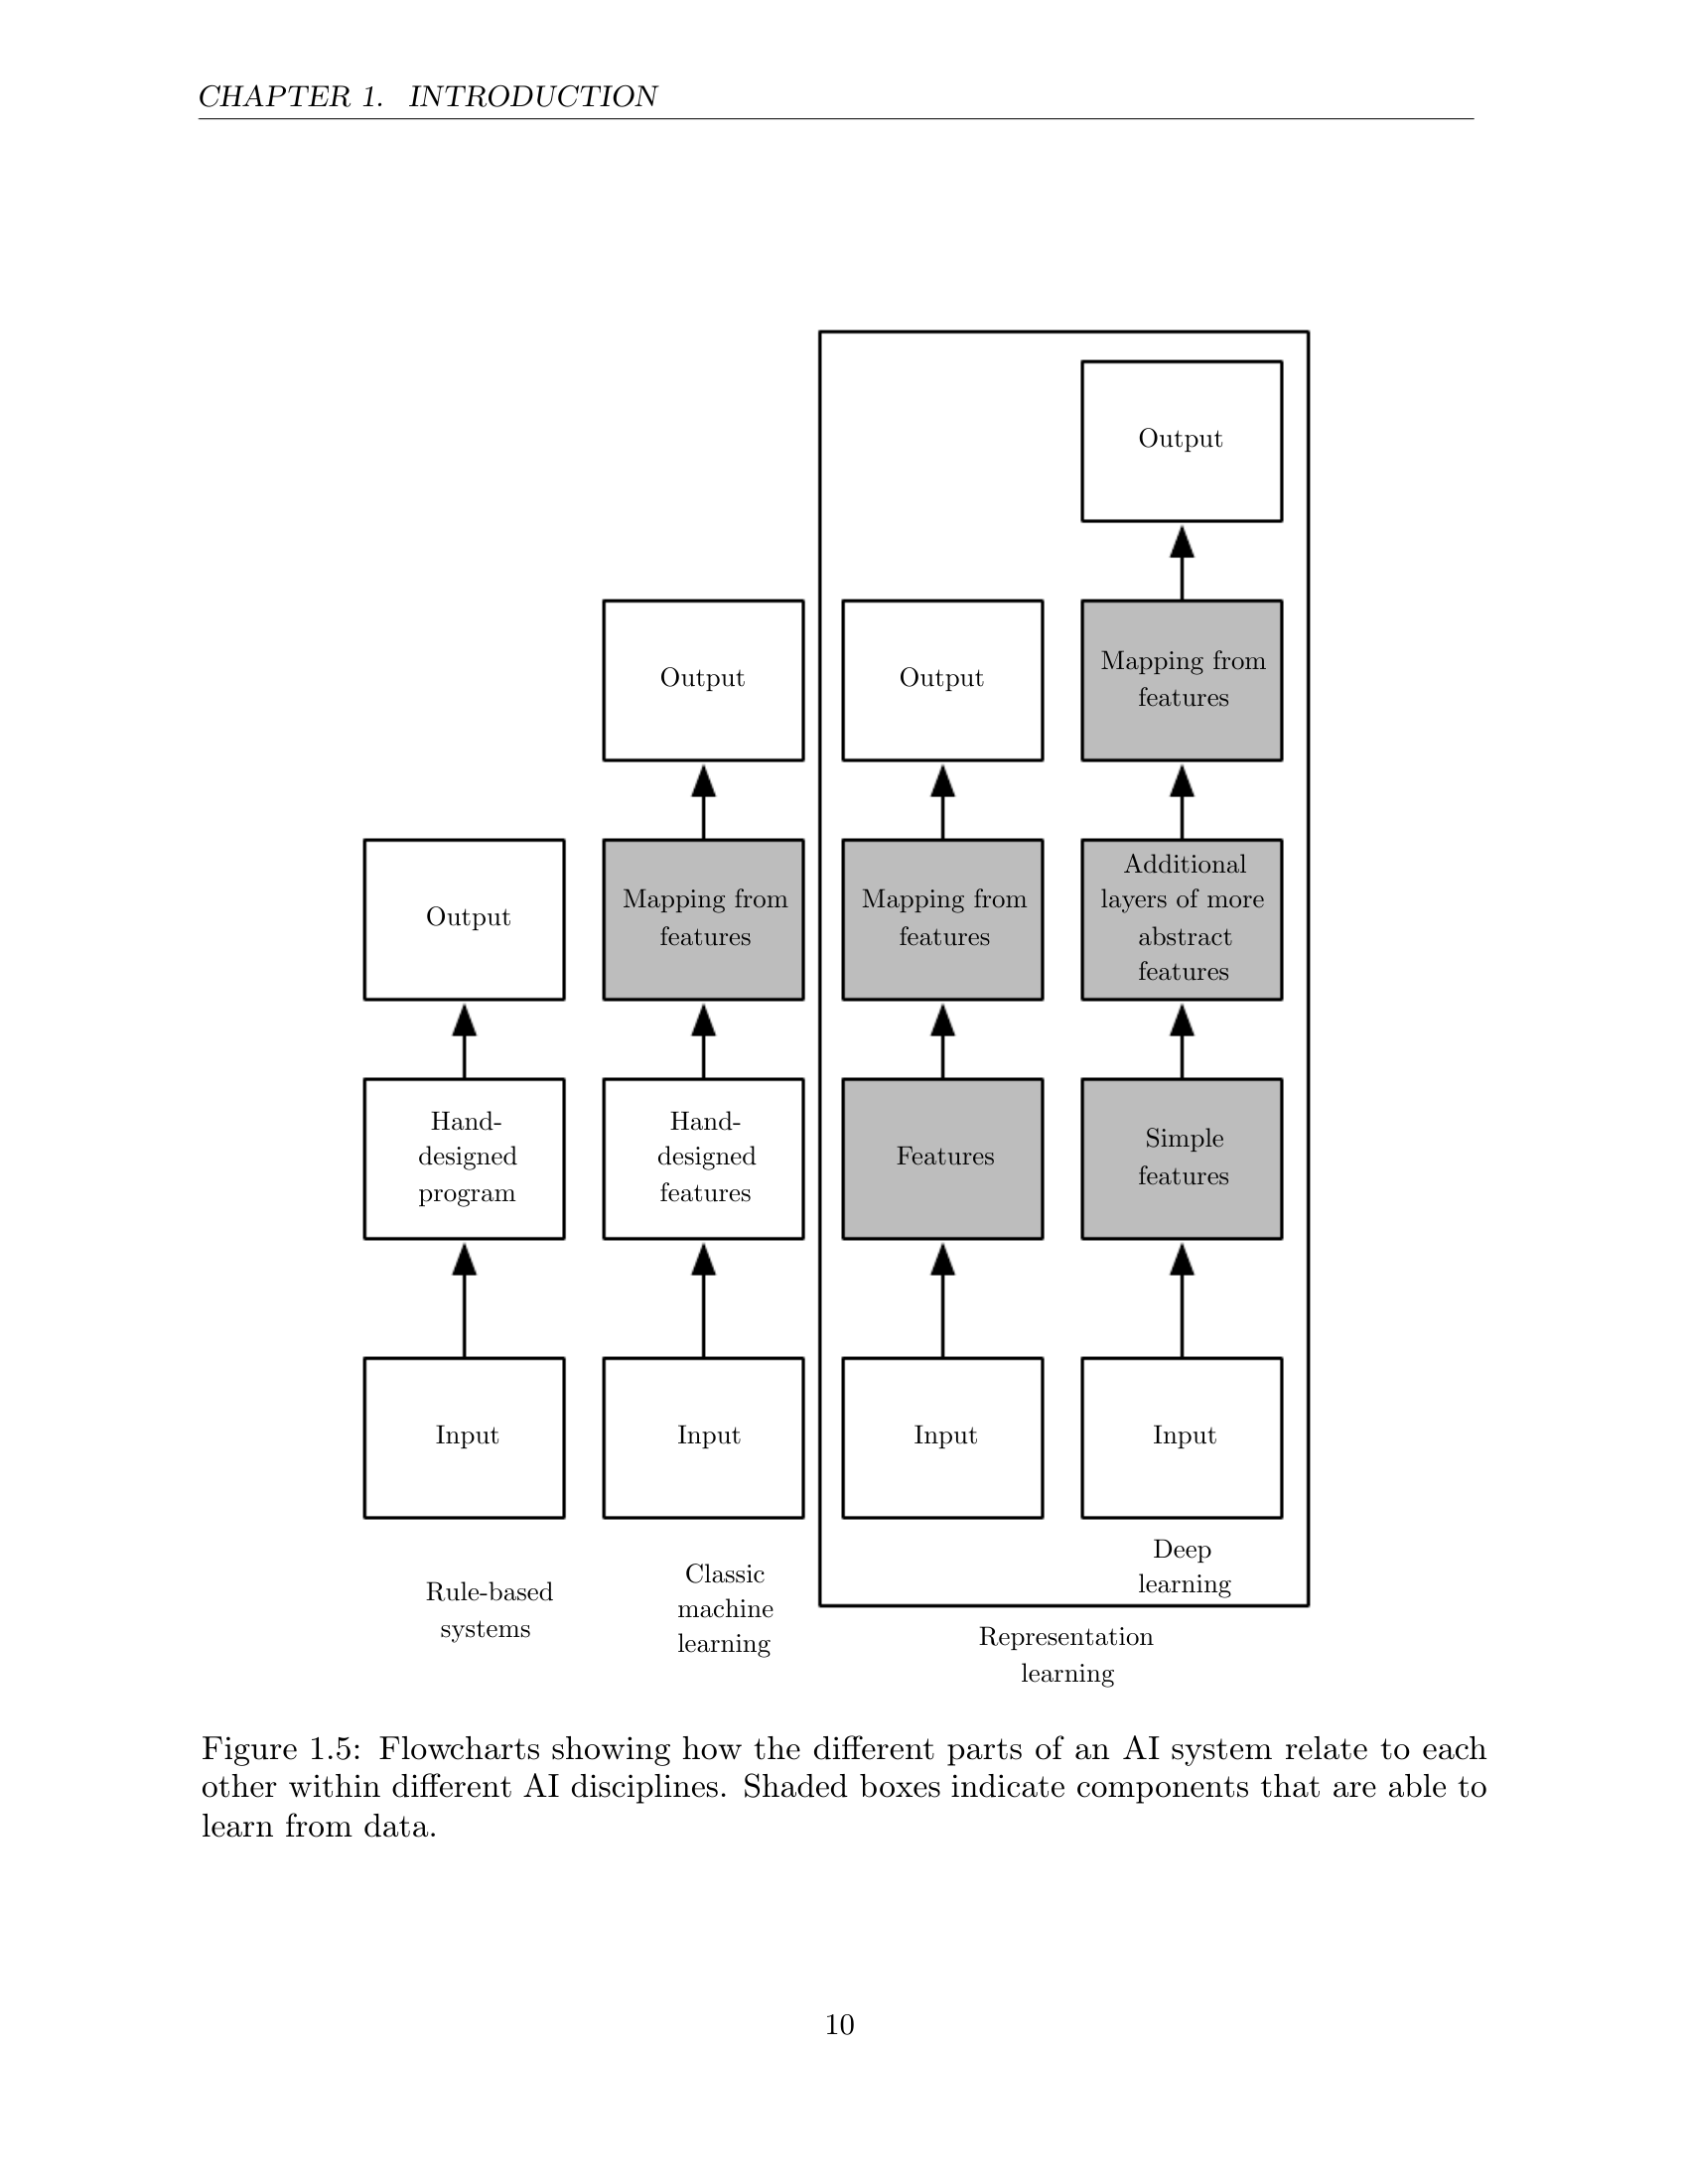 CHAPTER 1. INTRODUCTION
Output
Output
Output
Mapping from
features
Output
Mapping from
features
Mapping from
features
Additional
layers of more
abstract
features
Hand-
designed
program
Hand-
designed
features
Features
Simple
features
Input
Input
Input
Input
Rule-based
systems
Classic
machine
learning
Deep
learning
Representation
learning
Figure 1.5: Flowcharts showing how the different parts of an AI system relate to each
other within different AI disciplines. Shaded boxes indicate components that are able to
learn from data.
10